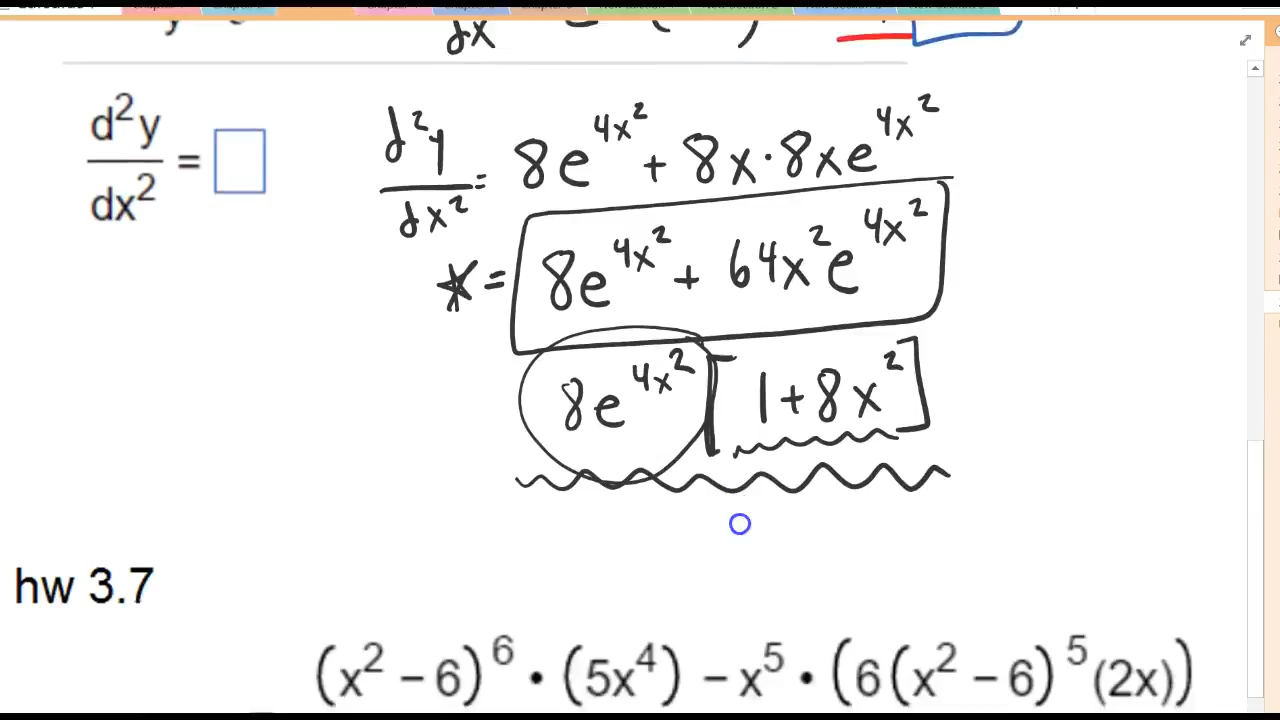 dx
d²y/dx² =
d²y/dx² = 8e^{4x²} + 8x·8xe^{4x²}
* = 8e^{4x²} + 64x²e^{4x²}
8e^{4x²} [1+8x²]
hw 3.7
(x² – 6)⁶ • (5x⁴) – x⁵ • (6(x² – 6)⁵(2x))